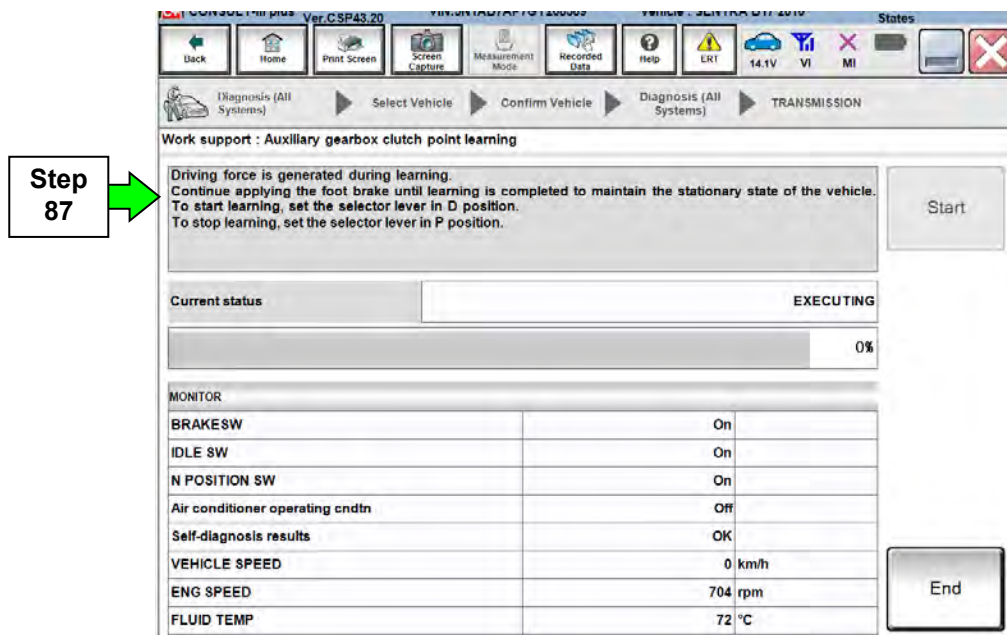 CONSULT-III plus Ver.CSP43.20
States
Back
Home
Print Screen
Screen Capture
Measurement Mode
Recorded Data
Help
ERT
14.1V
VI
MI
Diagnosis (All Systems)
Select Vehicle
Confirm Vehicle
Diagnosis (All Systems)
TRANSMISSION
Work support : Auxiliary gearbox clutch point learning
Step
87
Driving force is generated during learning.
Continue applying the foot brake until learning is completed to maintain the stationary state of the vehicle.
To start learning, set the selector lever in D position.
To stop learning, set the selector lever in P position.
Start
Current status EXECUTING
0%
MONITOR
BRAKESW On
IDLE SW On
N POSITION SW On
Air conditioner operating cndtn Off
Self-diagnosis results OK
VEHICLE SPEED 0 km/h
ENG SPEED 704 rpm
FLUID TEMP 72 °C
End